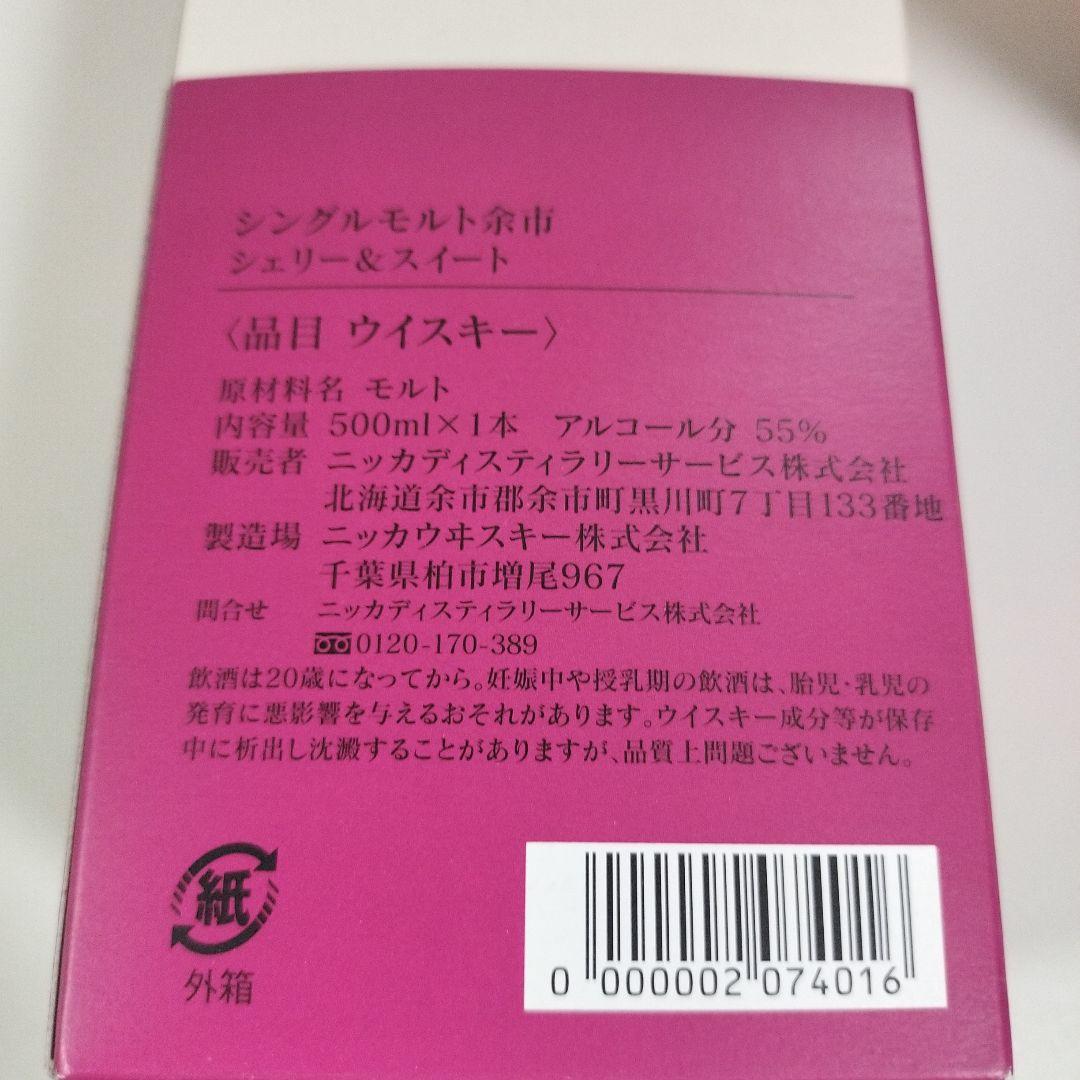 シングルモルト余市
シェリー&スイート
〈品目 ウイスキー〉
原材料名 モルト
内容量 500ml×1本 アルコール分 55%
販売者 ニッカディスティラリーサービス株式会社
北海道余市郡余市町黒川町7丁目133番地
製造場 ニッカウヰスキー株式会社
千葉県柏市増尾967
問合せ ニッカディスティラリーサービス株式会社
0120-170-389
飲酒は20歳になってから。妊娠中や授乳期の飲酒は、胎児・乳児の
発育に悪影響を与えるおそれがあります。ウイスキー成分等が保存
中に析出し沈澱することがありますが、品質上問題ございません。
紙
外箱
0 000002 074016